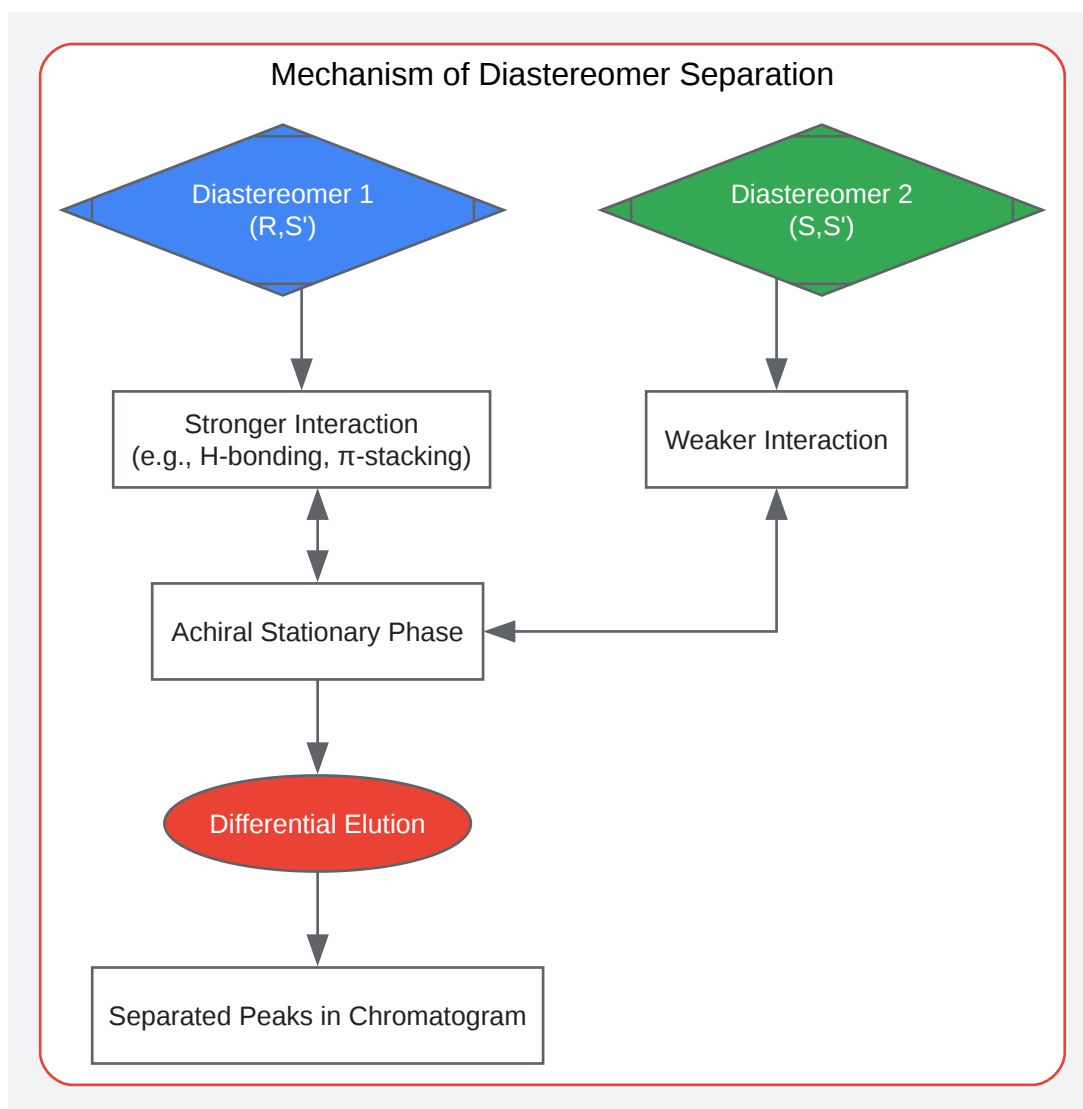 Mechanism of Diastereomer Separation
Diastereomer 1
(R,S')
Diastereomer 2
(S,S')
Stronger Interaction
(e.g., H-bonding, π-stacking)
Weaker Interaction
Achiral Stationary Phase
Differential Elution
Separated Peaks in Chromatogram